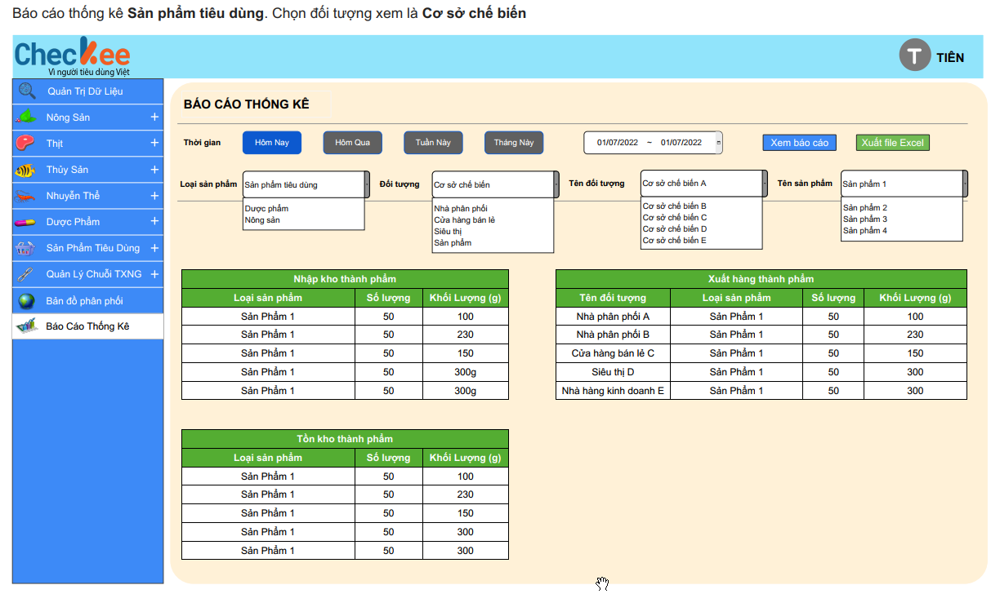 Báo cáo thống kê Sản phẩm tiêu dùng. Chọn đối tượng xem là Cơ sở chế biến
Checkee
Vì người tiêu dùng Việt
T TIÊN
Quản Trị Dữ Liệu
Nông Sản +
Thịt +
Thủy Sản +
Nhuyễn Thể +
Dược Phẩm +
Sản Phẩm Tiêu Dùng +
Quản Lý Chuỗi TXNG +
Bản đồ phân phối
Báo Cáo Thống Kê
BÁO CÁO THỐNG KÊ
Thời gian Hôm Nay Hôm Qua Tuần Này Tháng Này 01/07/2022 ~ 01/07/2022 Xem báo cáo Xuất file Excel
Loại sản phẩm Sản phẩm tiêu dùng Đối tượng Cơ sở chế biến Tên đối tượng Cơ sở chế biến A Tên sản phẩm Sản phẩm 1
Dược phẩm
Nông sản
Nhà phân phối
Cửa hàng bán lẻ
Siêu thị
Sản phẩm
Cơ sở chế biến B
Cơ sở chế biến C
Cơ sở chế biến D
Cơ sở chế biến E
Sản phẩm 2
Sản phẩm 3
Sản phẩm 4
Nhập kho thành phẩm
Loại sản phẩm Số lượng Khối Lượng (g)
Sản Phẩm 1 50 100
Sản Phẩm 1 50 230
Sản Phẩm 1 50 150
Sản Phẩm 1 50 300g
Sản Phẩm 1 50 300g
Xuất hàng thành phẩm
Tên đối tượng Loại sản phẩm Số lượng Khối Lượng (g)
Nhà phân phối A Sản Phẩm 1 50 100
Nhà phân phối B Sản Phẩm 1 50 230
Cửa hàng bán lẻ C Sản Phẩm 1 50 150
Siêu thị D Sản Phẩm 1 50 300
Nhà hàng kinh doanh E Sản Phẩm 1 50 300
Tồn kho thành phẩm
Loại sản phẩm Số lượng Khối Lượng (g)
Sản Phẩm 1 50 100
Sản Phẩm 1 50 230
Sản Phẩm 1 50 150
Sản Phẩm 1 50 300
Sản Phẩm 1 50 300